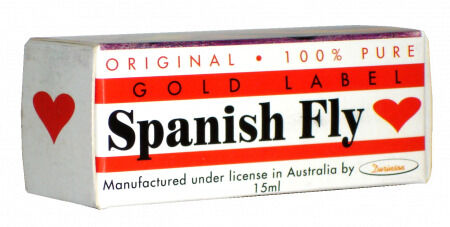 ORIGINAL • 100% PURE
GOLD LABEL
Spanish Fly
Manufactured under license in Australia by
15ml